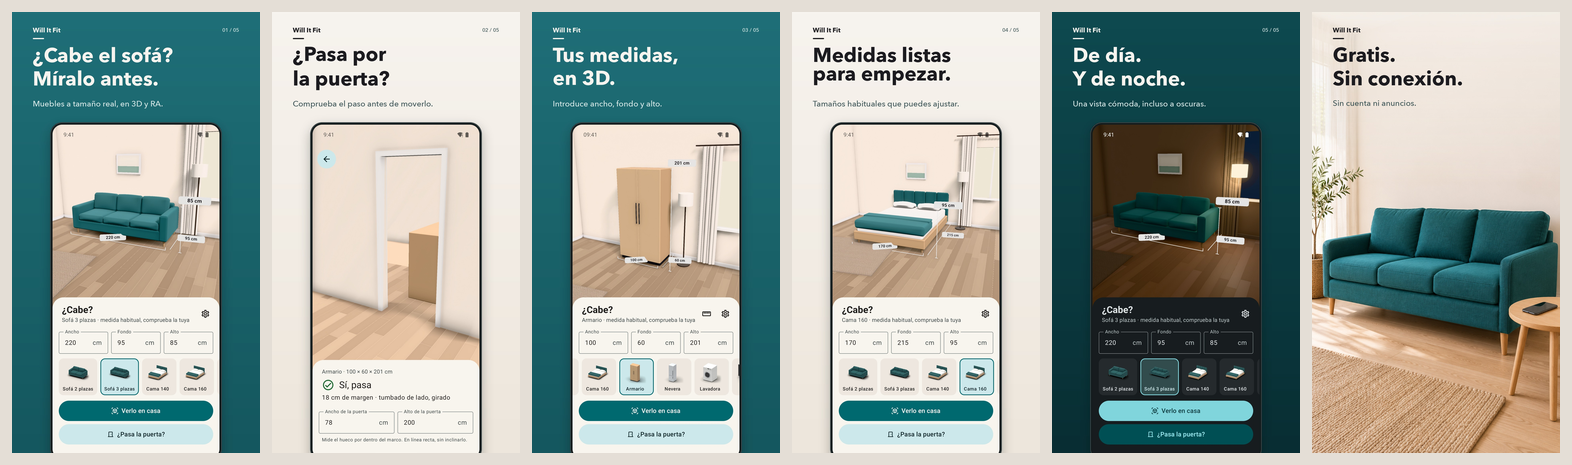 Will It Fit
01 / 05
¿Cabe el sofá?
Míralo antes.
Muebles a tamaño real, en 3D y RA.
9:41
85 cm
220 cm
95 cm
¿Cabe?
Sofá 3 plazas · medida habitual, comprueba la tuya
Ancho
Fondo
Alto
220 cm
95 cm
85 cm
Sofá 2 plazas
Sofá 3 plazas
Cama 140
Cama 160
Verlo en casa
¿Pasa la puerta?
Will It Fit
02 / 05
¿Pasa por
la puerta?
Comprueba el paso antes de moverlo.
9:41
Armario · 100 × 60 × 201 cm
Sí, pasa
18 cm de margen · tumbado de lado, girado
Ancho de la puerta
Alto de la puerta
78 cm
200 cm
Mide el hueco por dentro del marco. En línea recta, sin inclinarlo.
Will It Fit
03 / 05
Tus medidas,
en 3D.
Introduce ancho, fondo y alto.
09:41
201 cm
100 cm
60 cm
¿Cabe?
Armario · medida habitual, comprueba la tuya
Ancho
Fondo
Alto
100 cm
60 cm
201 cm
Cama 160
Armario
Nevera
Lavadora
Verlo en casa
¿Pasa la puerta?
Will It Fit
04 / 05
Medidas listas
para empezar.
Tamaños habituales que puedes ajustar.
9:41
95 cm
215 cm
170 cm
¿Cabe?
Cama 160 · medida habitual, comprueba la tuya
Ancho
Fondo
Alto
170 cm
215 cm
95 cm
Sofá 2 plazas
Sofá 3 plazas
Cama 140
Cama 160
Verlo en casa
¿Pasa la puerta?
Will It Fit
05 / 05
De día.
Y de noche.
Una vista cómoda, incluso a oscuras.
9:41
85 cm
220 cm
95 cm
¿Cabe?
Sofá 3 plazas · medida habitual, comprueba la tuya
Ancho
Fondo
Alto
220 cm
95 cm
85 cm
Sofá 2 plazas
Sofá 3 plazas
Cama 140
Cama 160
Verlo en casa
¿Pasa la puerta?
Will It Fit
Gratis.
Sin conexión.
Sin cuenta ni anuncios.